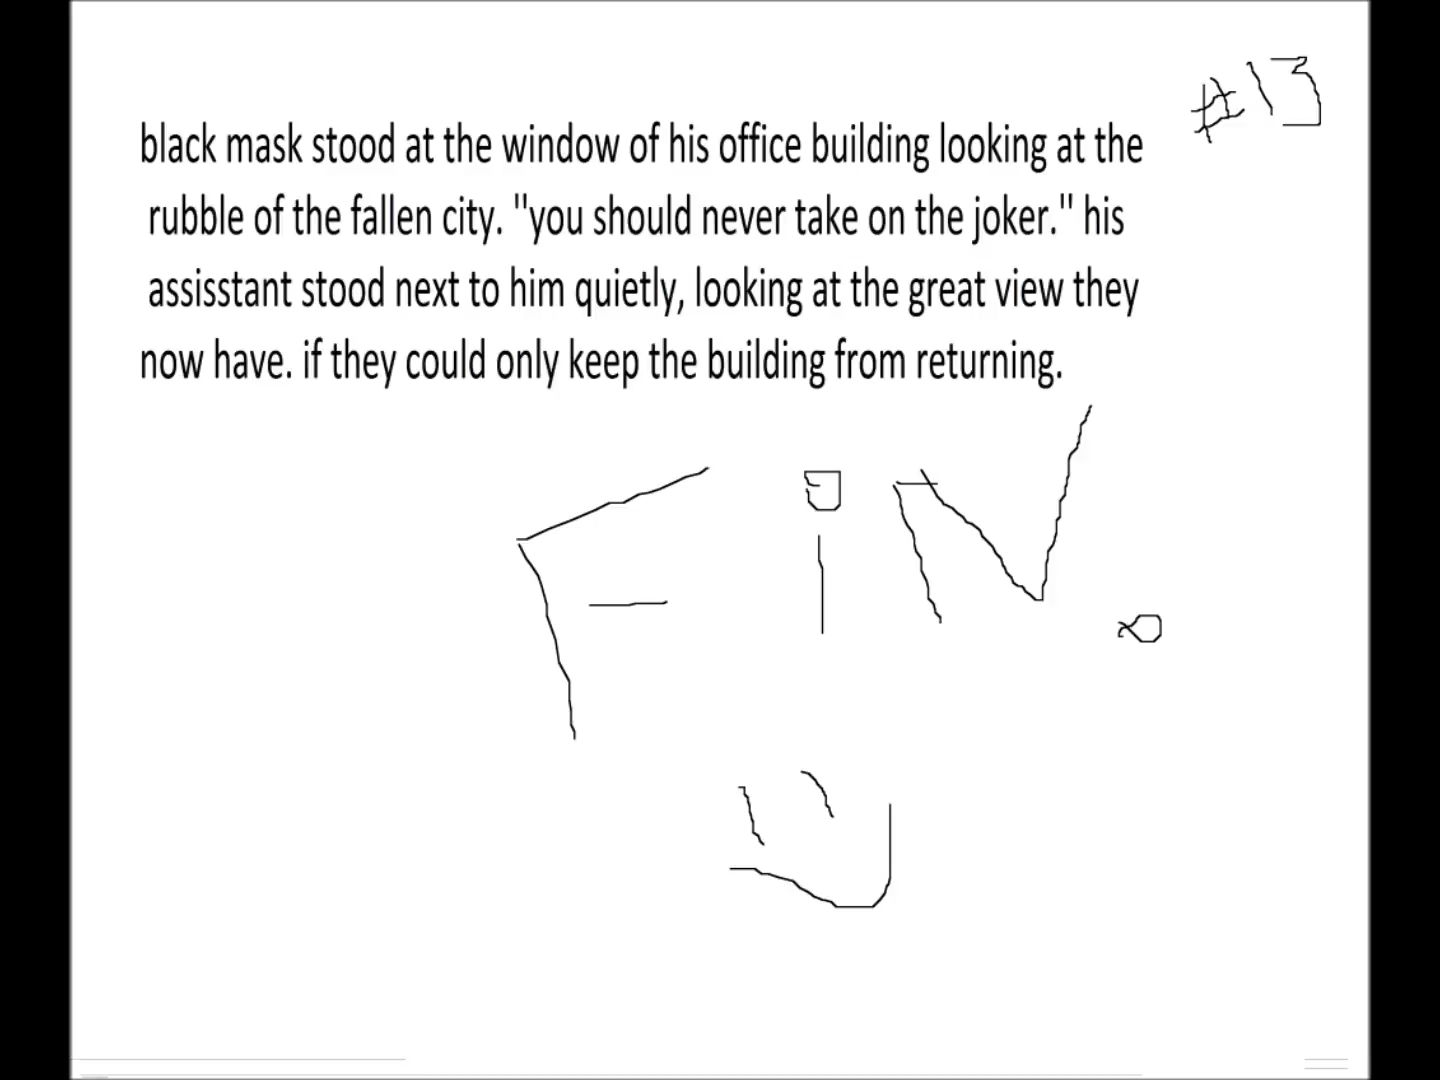 #13
black mask stood at the window of his office building looking at the
rubble of the fallen city. "you should never take on the joker." his
assisstant stood next to him quietly, looking at the great view they
now have. if they could only keep the building from returning.
FiN.